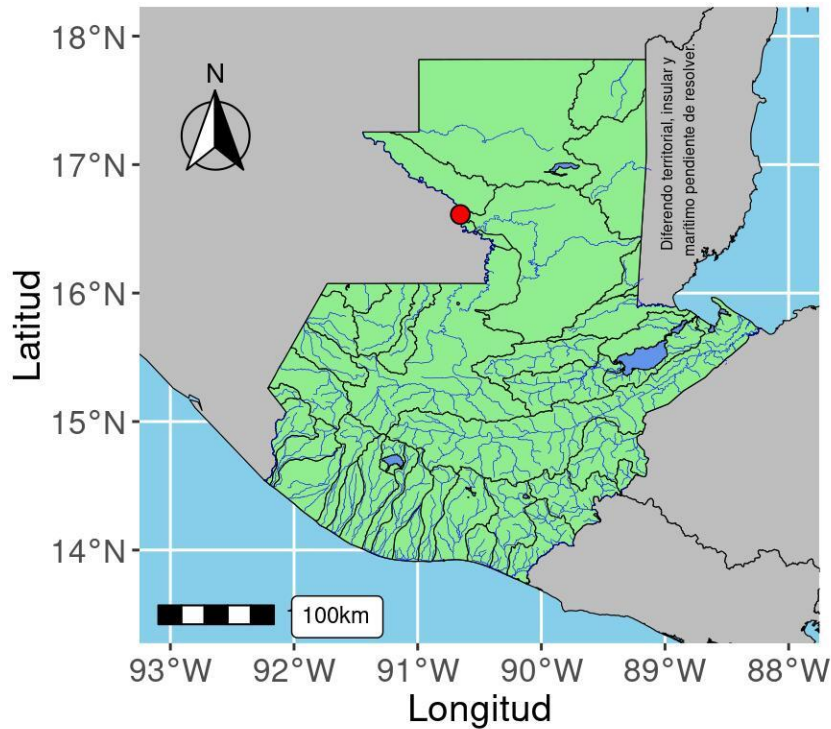 18°N
17°N
16°N
15°N
14°N
Latitud
N
Diferendo territorial, insular y
marítimo pendiente de resolver.
100km
93°W 92°W 91°W 90°W 89°W 88°W
Longitud